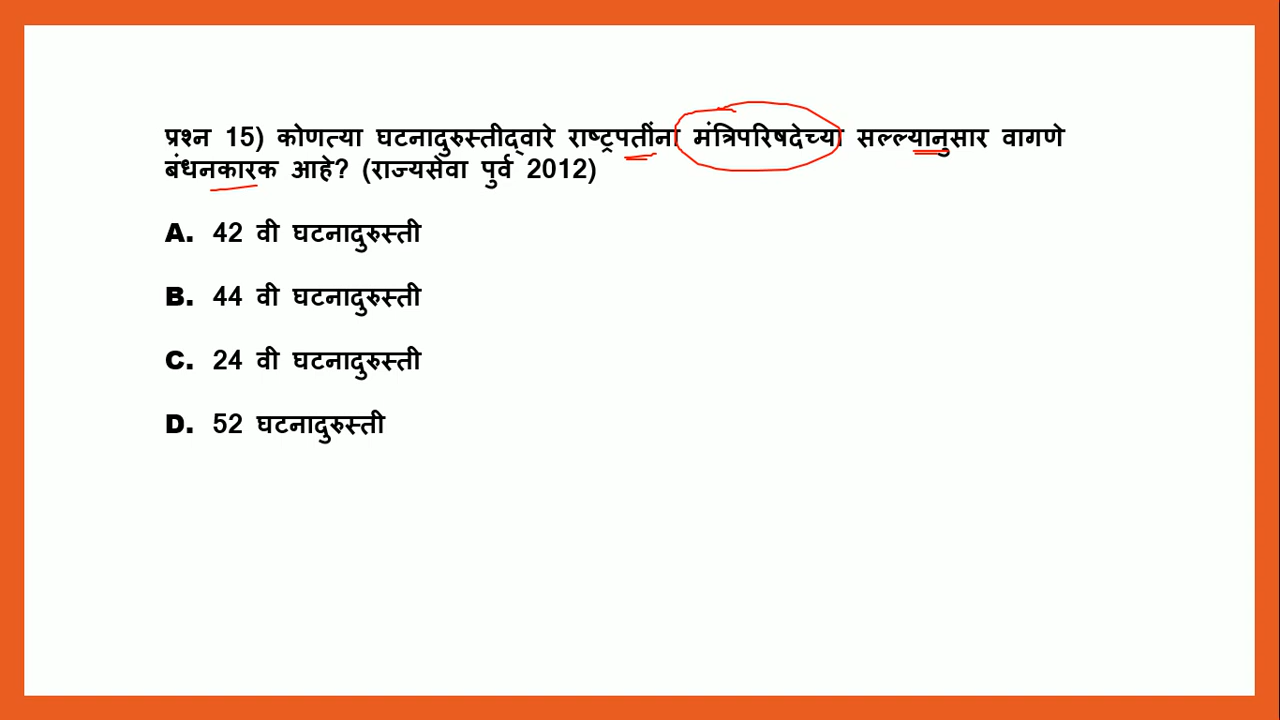 प्रश्न 15) कोणत्या घटनादुरुस्तीद्वारे राष्ट्रपतींना मंत्रिपरिषदेच्या सल्ल्यानुसार वागणे
बंधनकारक आहे? (राज्यसेवा पुर्व 2012)
A. 42 वी घटनादुरुस्ती
B. 44 वी घटनादुरुस्ती
C. 24 वी घटनादुरुस्ती
D. 52 घटनादुरुस्ती